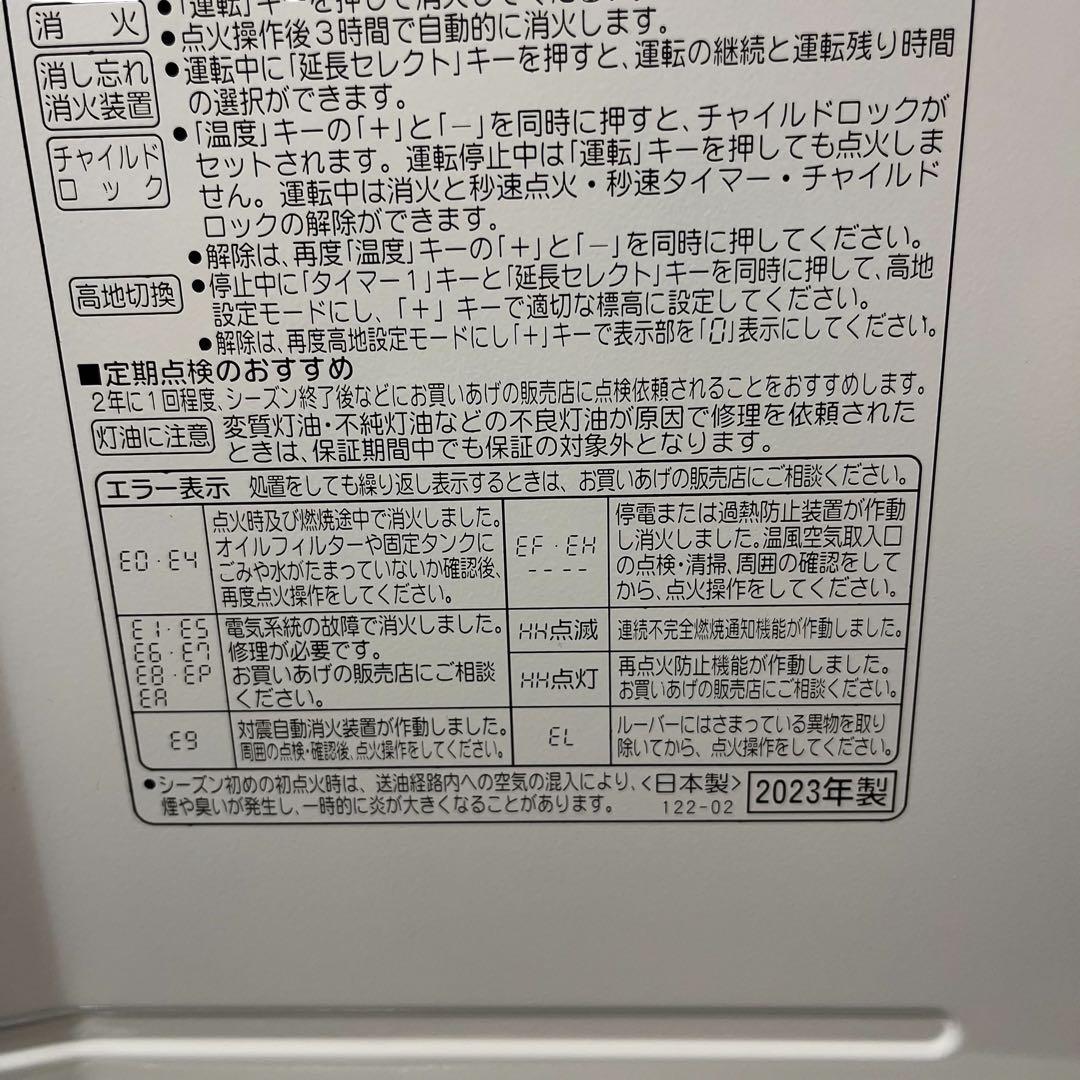 消火
●「運転」キーを押して消火してください。
●点火操作後3時間で自動的に消火します。
消し忘れ
消火装置
●運転中に「延長セレクト」キーを押すと、運転の継続と運転残り時間
の選択ができます。
チャイルド
ロック
●「温度」キーの「+」と「-」を同時に押すと、チャイルドロックが
セットされます。運転停止中は「運転」キーを押しても点火しま
せん。運転中は消火と秒速点火・秒速タイマー・チャイルド
ロックの解除ができます。
●解除は、再度「温度」キーの「+」と「-」を同時に押してください。
高地切換
●停止中に「タイマー1」キーと「延長セレクト」キーを同時に押して、高地
設定モードにし、「+」キーで適切な標高に設定してください。
●解除は、再度高地設定モードにし「+」キーで表示部を「0」表示にしてください。
■定期点検のおすすめ
2年に1回程度、シーズン終了後などにお買いあげの販売店に点検依頼されることをおすすめします。
灯油に注意
変質灯油・不純灯油などの不良灯油が原因で修理を依頼された
ときは、保証期間中でも保証の対象外となります。
エラー表示 処置をしても繰り返し表示するときは、お買いあげの販売店にご相談ください。
E0・E4
点火時及び燃焼途中で消火しました。
オイルフィルターや固定タンクに
ごみや水がたまっていないか確認後、
再度点火操作をしてください。
EF・EH
----
停電または過熱防止装置が作動
し消火しました。温風空気取入口
の点検・清掃、周囲の確認をして
から、点火操作をしてください。
E1・E5
E6・E7
E8・EP
EA
電気系統の故障で消火しました。
修理が必要です。
お買いあげの販売店にご相談
ください。
HH点滅
連続不完全燃焼通知機能が作動しました。
HH点灯
再点火防止機能が作動しました。
お買いあげの販売店にご相談ください。
E9
対震自動消火装置が作動しました。
周囲の点検・確認後、点火操作をしてください。
EL
ルーバーにはさまっている異物を取り
除いてから、点火操作をしてください。
●シーズン初めの初点火時は、送油経路内への空気の混入により、
煙や臭いが発生し、一時的に炎が大きくなることがあります。
<日本製>
122-02
2023年製